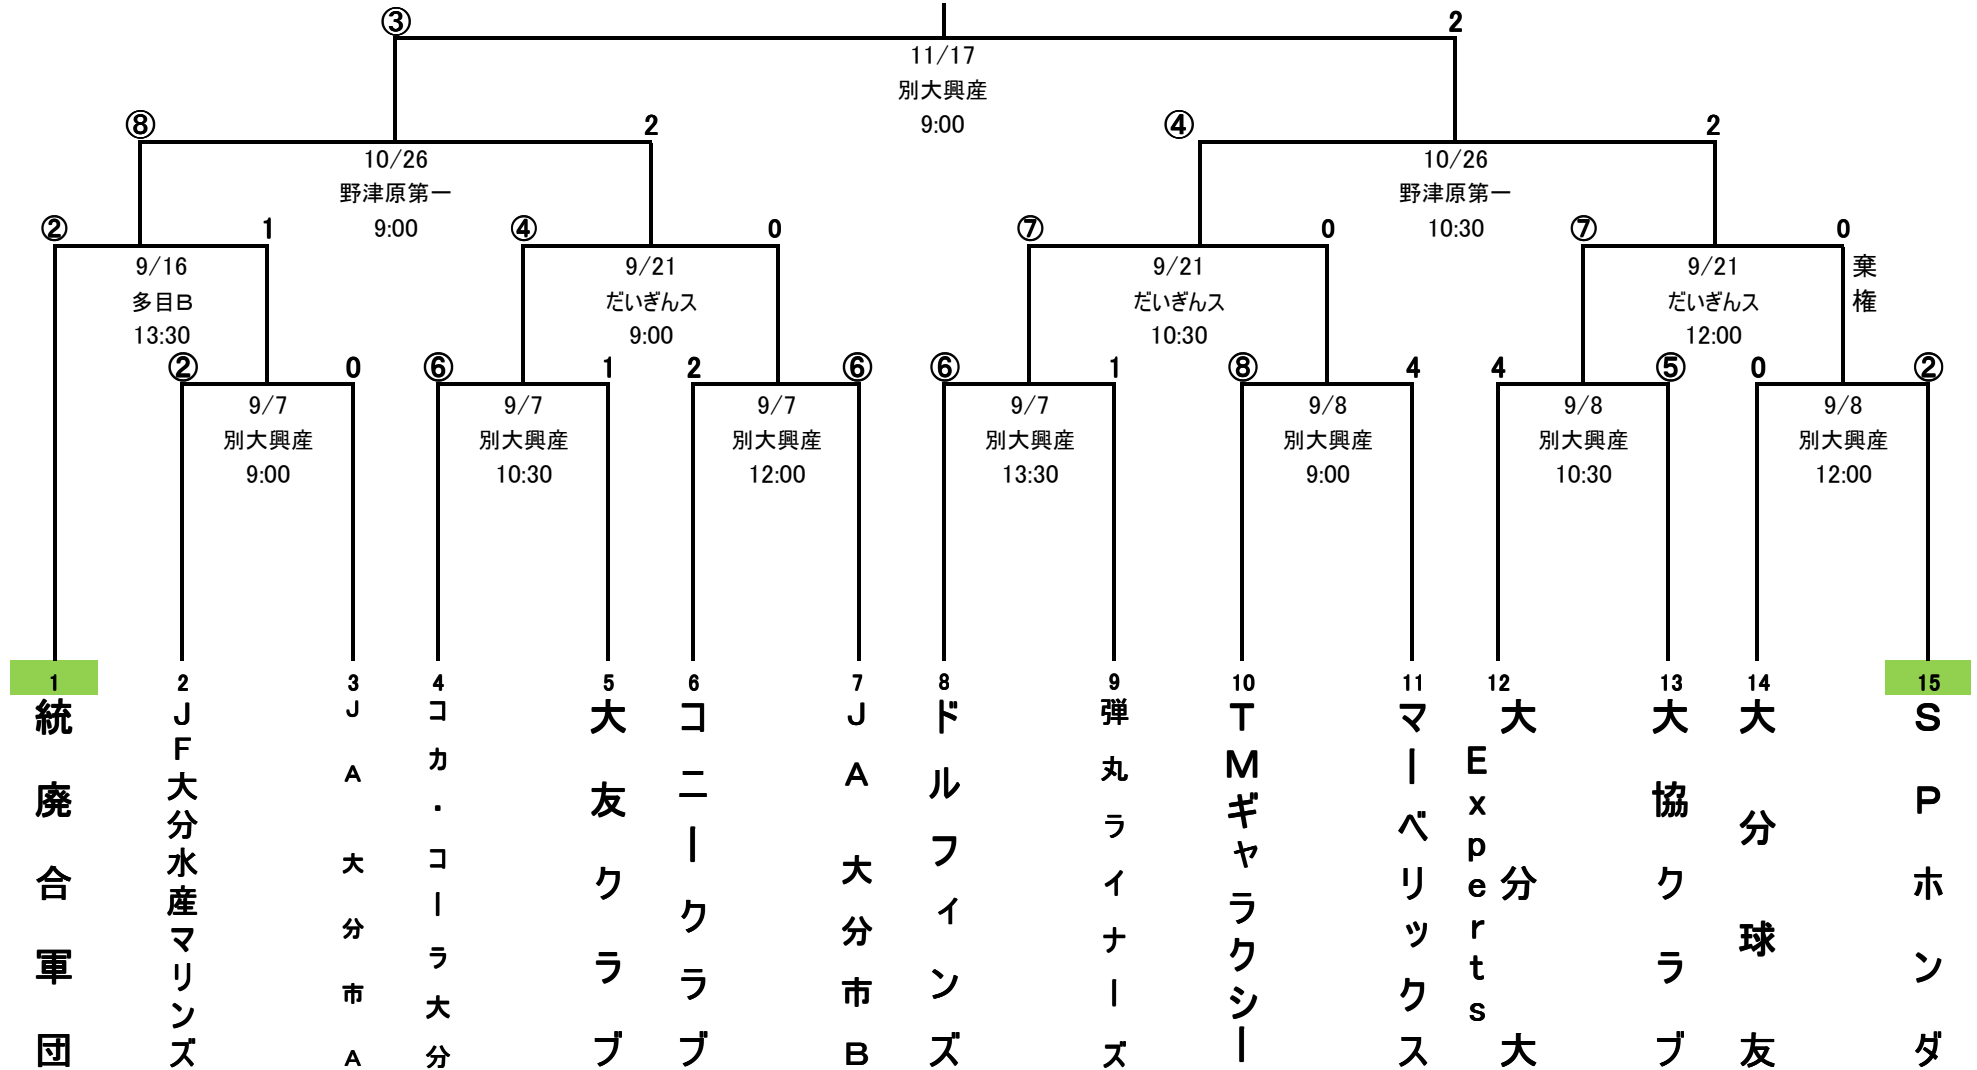 ③ 2
11/17
別大興産
9:00
⑧ 2 ④ 2
10/26 10/26
野津原第一 野津原第一
9:00 10:30
② 1 ④ 0 ⑦ 0 ⑦ 0
9/16 9/21 9/21 9/21 棄権
多目B だいぎんス だいぎんス だいぎんス
13:30 9:00 10:30 12:00
② 0 ⑥ 1 2 ⑥ ⑥ 1 ⑧ 4 4 ⑤ 0 ②
9/7 9/7 9/7 9/7 9/8 9/8 9/8
別大興産 別大興産 別大興産 別大興産 別大興産 別大興産 別大興産
9:00 10:30 12:00 13:30 9:00 10:30 12:00
1 2 3 4 5 6 7 8 9 10 11 12 13 14 15
統廃合軍団
JF大分水産マリンズ
JA大分市A
コカ・コーラ大分
大友クラブ
コニークラブ
JA大分市B
ドルフィンズ
弾丸ライナーズ
TMギャラクシー
マーベリックス
大分大
Experts
大協クラブ
大分球友
SPホンダ